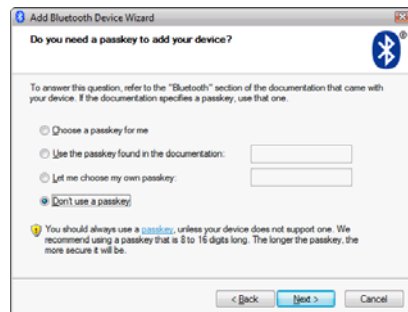 Add Bluetooth Device Wizard
Do you need a passkey to add your device?
®
To answer this question, refer to the "Bluetooth" section of the documentation that came with
your device. If the documentation specifies a passkey, use that one.
Choose a passkey for me
Use the passkey found in the documentation:
Let me choose my own passkey:
Don't use a passkey
You should always use a passkey, unless your device does not support one. We
recommend using a passkey that is 8 to 16 digits long. The longer the passkey, the
more secure it will be.
< Back Next > Cancel